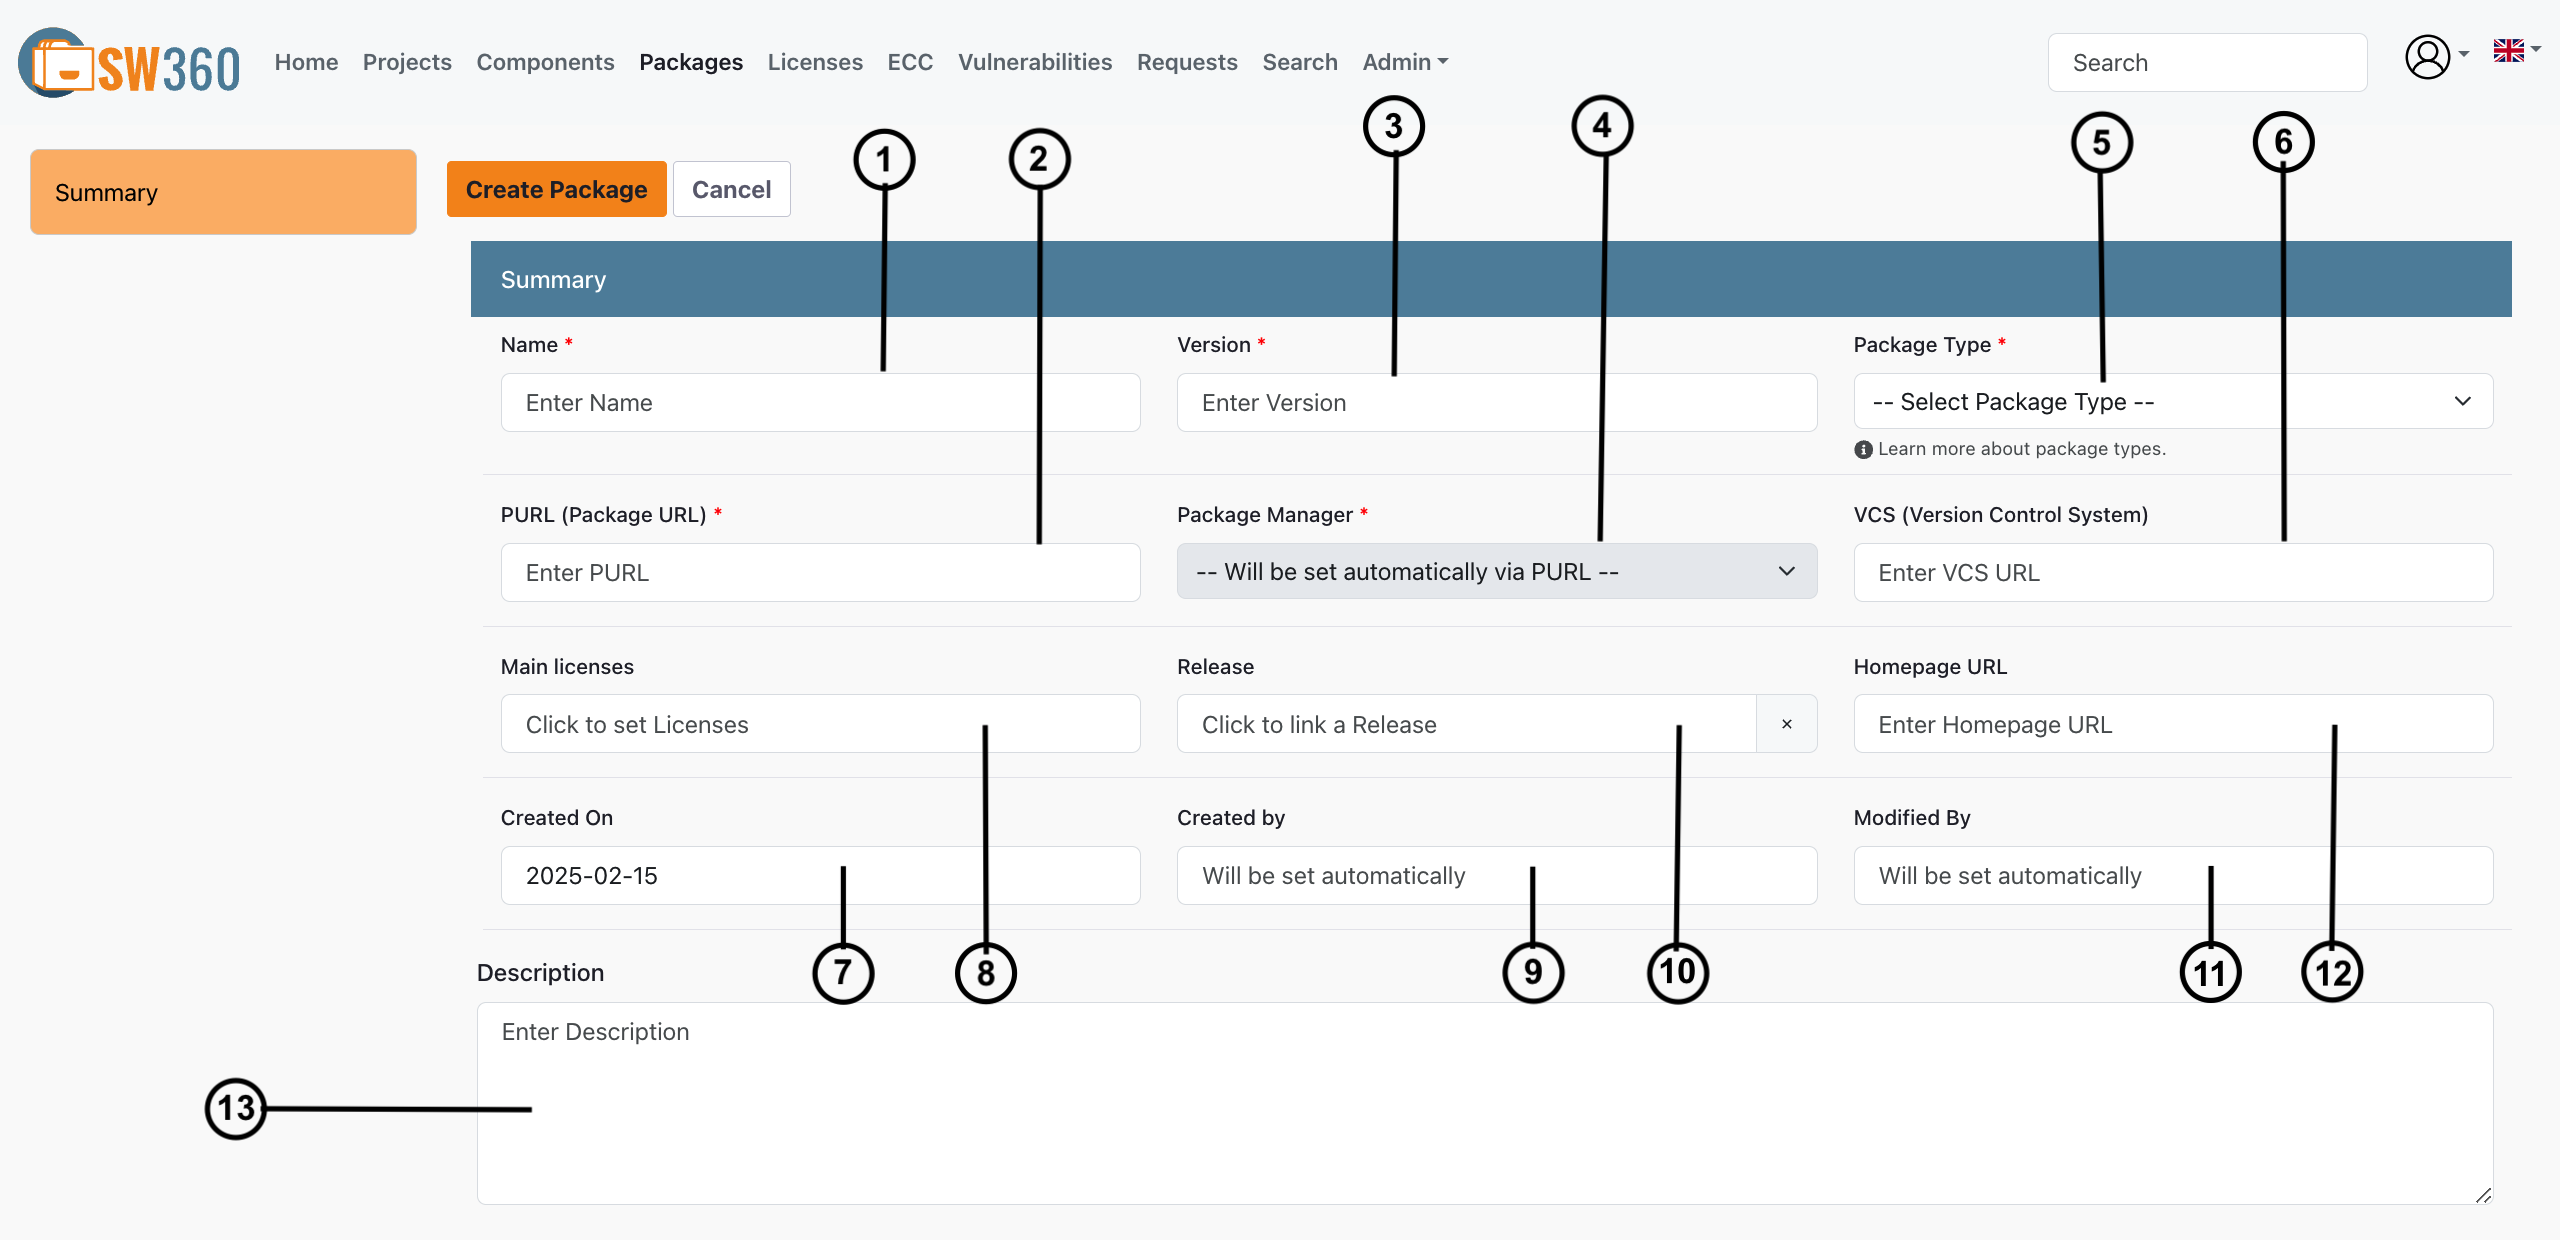 SW360 Home Projects Components Packages Licenses ECC Vulnerabilities Requests Search Admin Search
1 2 3 4 5 6
Summary
Create Package Cancel
Summary
Name * Version * Package Type *
Enter Name Enter Version -- Select Package Type --
Learn more about package types.
PURL (Package URL) * Package Manager * VCS (Version Control System)
Enter PURL -- Will be set automatically via PURL -- Enter VCS URL
Main licenses Release Homepage URL
Click to set Licenses Click to link a Release × Enter Homepage URL
Created On Created by Modified By
2025-02-15 Will be set automatically Will be set automatically
Description 7 8 9 10 11 12
Enter Description
13